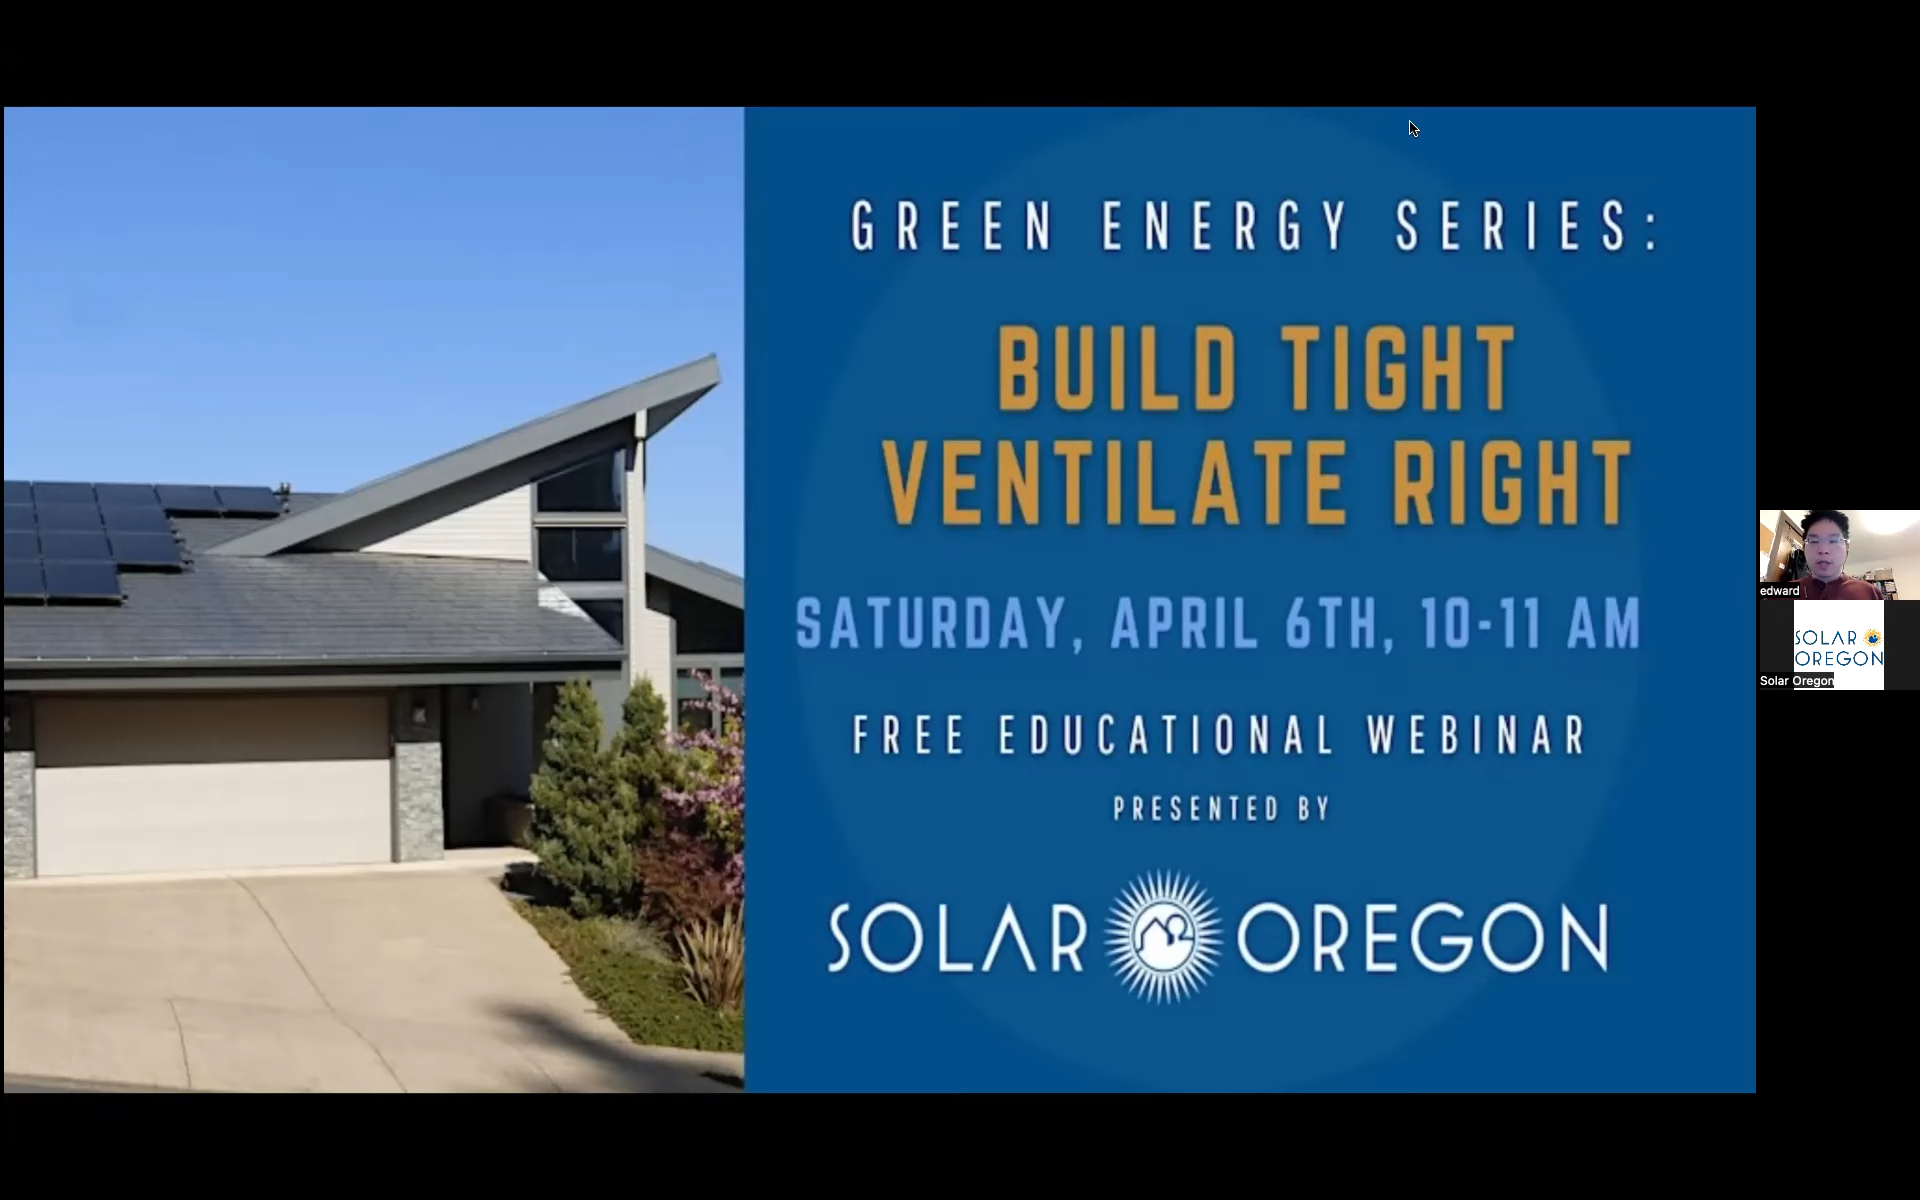 GREEN ENERGY SERIES:
BUILD TIGHT
VENTILATE RIGHT
SATURDAY, APRIL 6TH, 10-11 AM
FREE EDUCATIONAL WEBINAR
PRESENTED BY
SOLAR OREGON
edward
SOLAR
OREGON
Solar Oregon